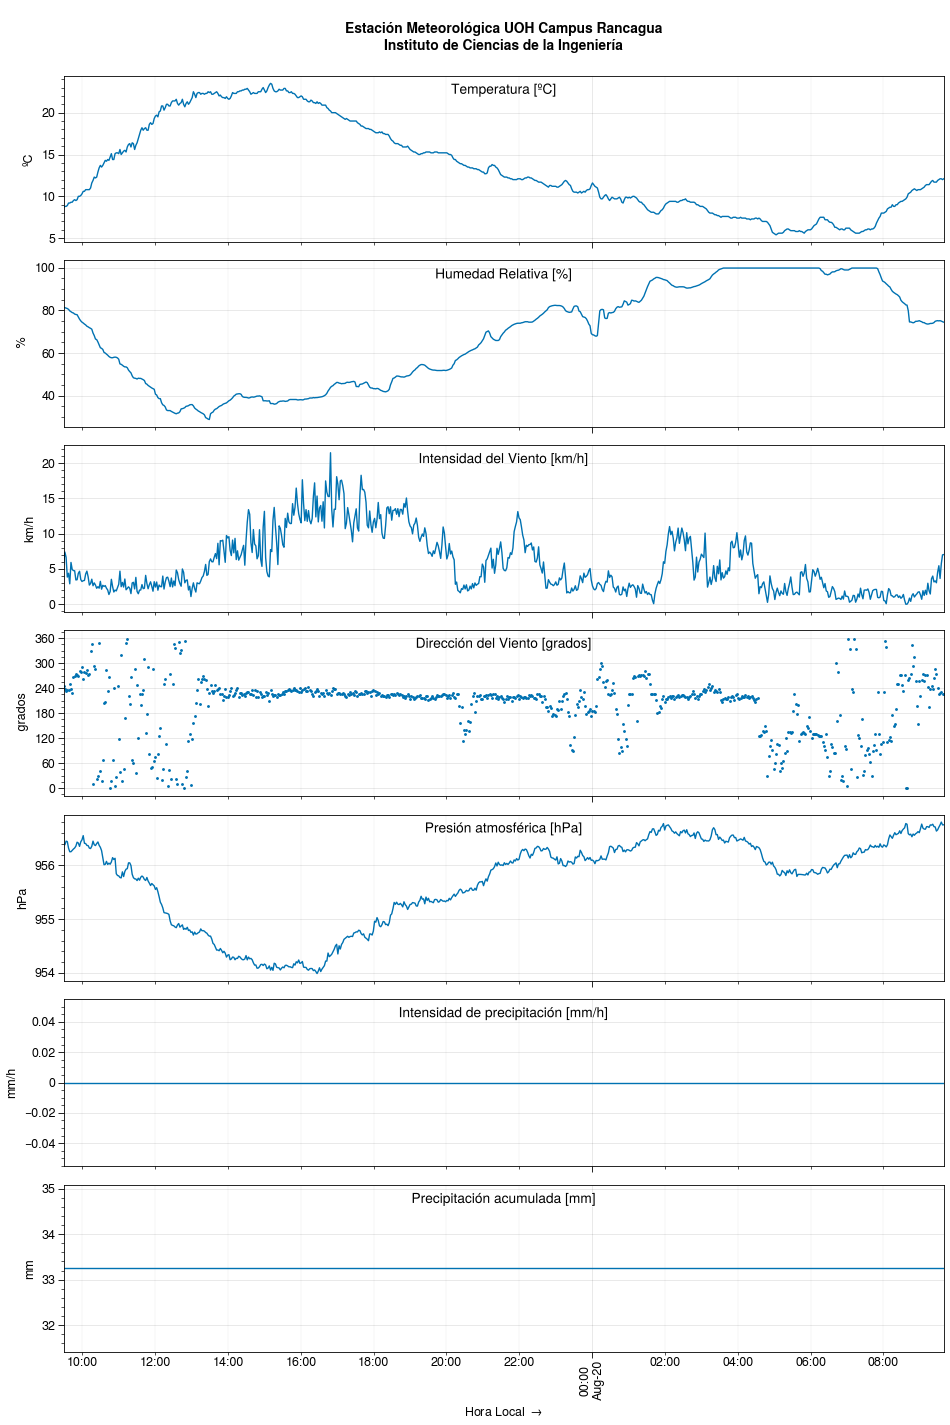 Estación Meteorológica UOH Campus Rancagua
Instituto de Ciencias de la Ingeniería
Temperatura [ºC]
ºC
20
15
10
5
Humedad Relativa [%]
%
100
80
60
40
Intensidad del Viento [km/h]
km/h
20
15
10
5
0
Dirección del Viento [grados]
grados
360
300
240
180
120
60
0
Presión atmosférica [hPa]
hPa
956
955
954
Intensidad de precipitación [mm/h]
mm/h
0.04
0.02
0
−0.02
−0.04
Precipitación acumulada [mm]
mm
35
34
33
32
10:00 12:00 14:00 16:00 18:00 20:00 22:00 00:00 02:00 04:00 06:00 08:00
Aug-20
Hora Local →